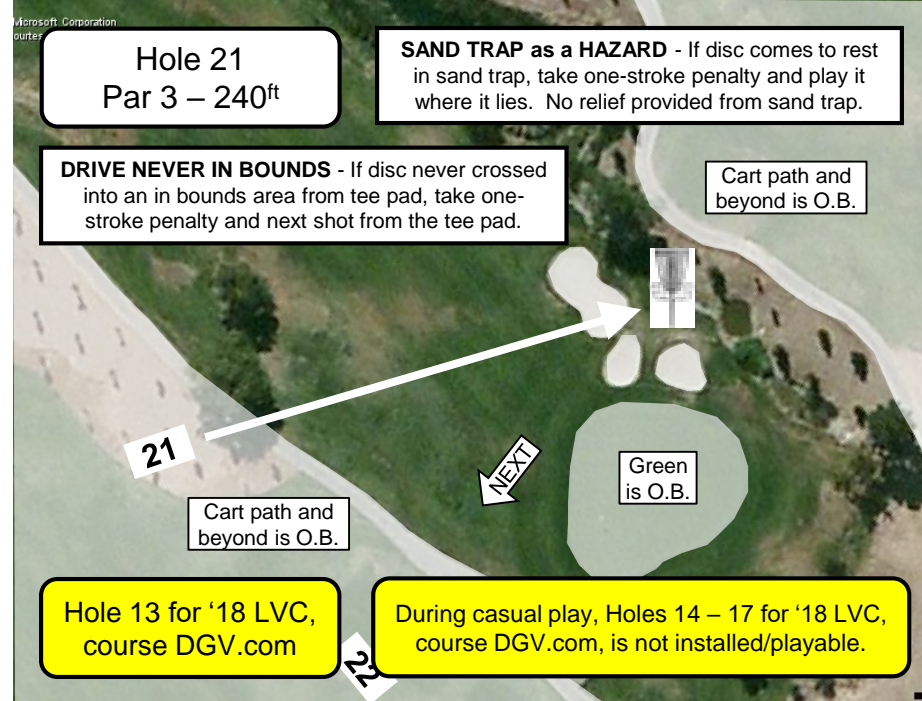 Microsoft Corporation
Hole 21
Par 3 – 240ft
SAND TRAP as a HAZARD - If disc comes to rest
in sand trap, take one-stroke penalty and play it
where it lies.  No relief provided from sand trap.
DRIVE NEVER IN BOUNDS - If disc never crossed
into an in bounds area from tee pad, take one-
stroke penalty and next shot from the tee pad.
Cart path and
beyond is O.B.
21
NEXT
Green
is O.B.
Cart path and
beyond is O.B.
Hole 13 for ‘18 LVC,
course DGV.com
22
During casual play, Holes 14 – 17 for ‘18 LVC,
course DGV.com, is not installed/playable.